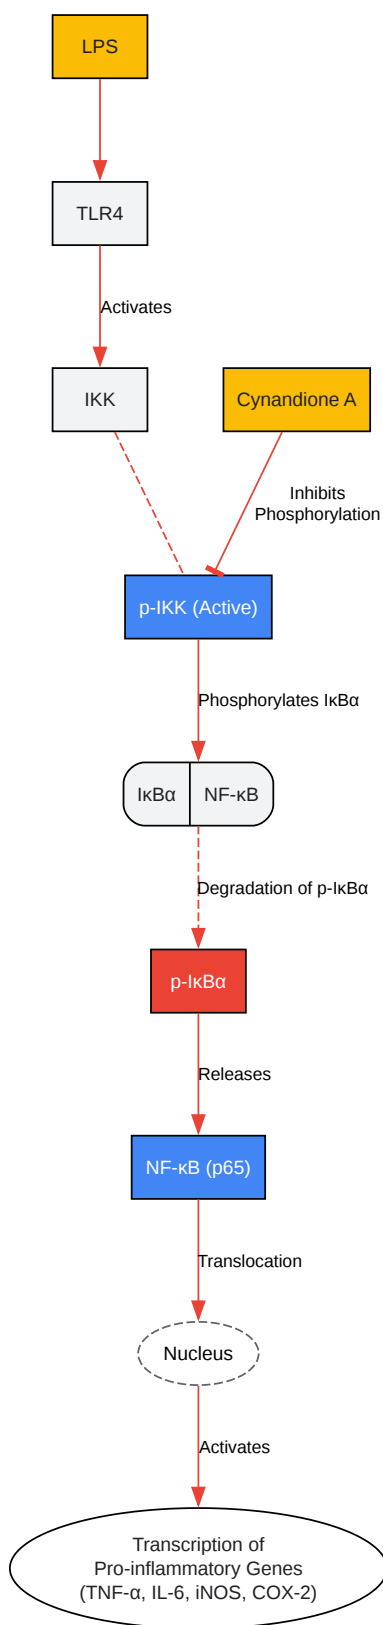 LPS
TLR4
Activates
IKK
Cynandione A
Inhibits
Phosphorylation
p-IKK (Active)
Phosphorylates IκBα
IκBα
NF-κB
Degradation of p-IκBα
p-IκBα
Releases
NF-κB (p65)
Translocation
Nucleus
Activates
Transcription of
Pro-inflammatory Genes
(TNF-α, IL-6, iNOS, COX-2)